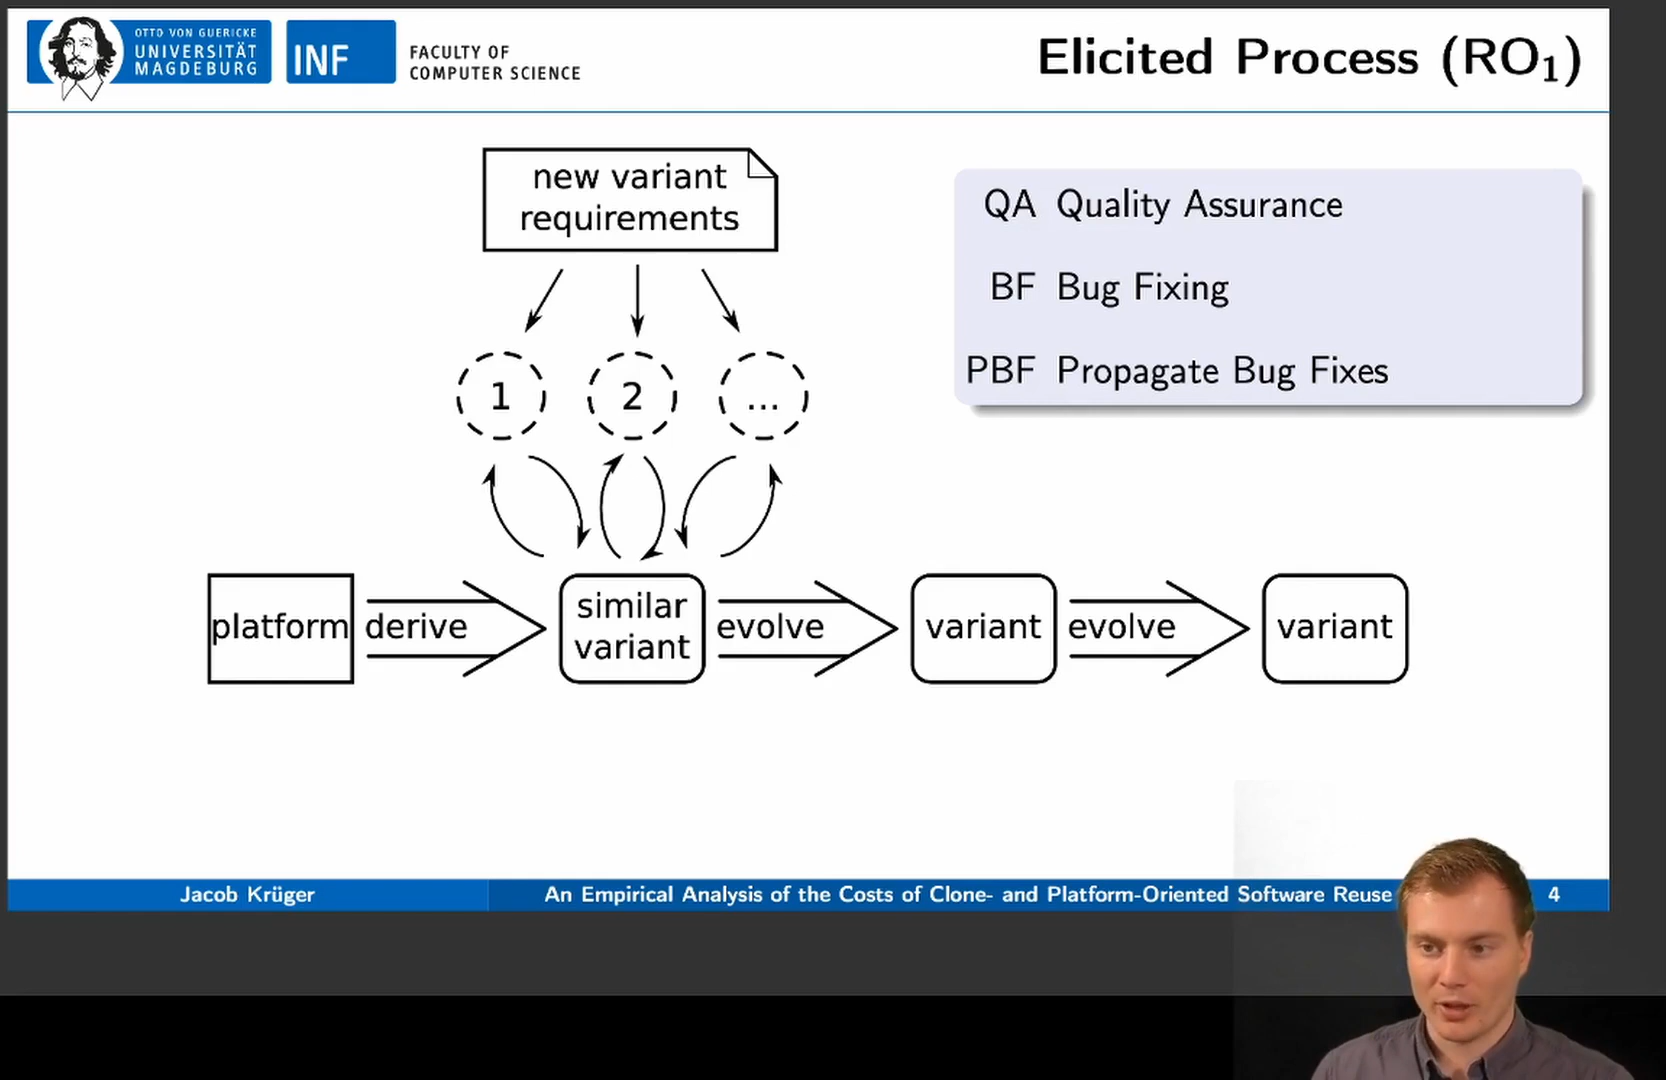 OTTO VON GUERICKE
UNIVERSITÄT
MAGDEBURG
INF
FACULTY OF
COMPUTER SCIENCE
Elicited Process (RO₁)
new variant
requirements
QA Quality Assurance
BF Bug Fixing
PBF Propagate Bug Fixes
1
2
...
platform
derive
similar
variant
evolve
variant
evolve
variant
Jacob Krüger
An Empirical Analysis of the Costs of Clone- and Platform-Oriented Software Reuse
4